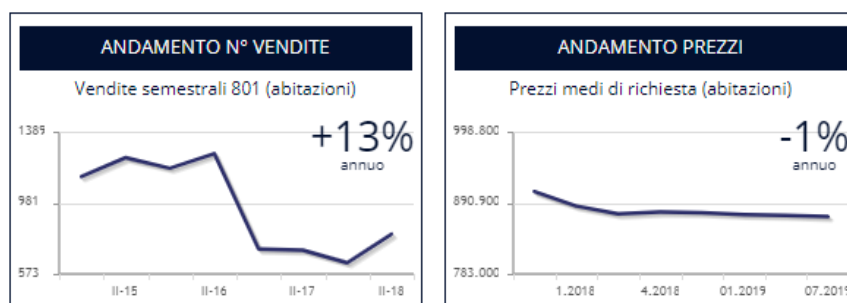 ANDAMENTO N° VENDITE
Vendite semestrali 801 (abitazioni)
+13%
annuo
1389
981
573
II-15
II-16
II-17
II-18
ANDAMENTO PREZZI
Prezzi medi di richiesta (abitazioni)
-1%
annuo
998.800
890.900
783.000
1.2018
4.2018
01.2019
07.2019